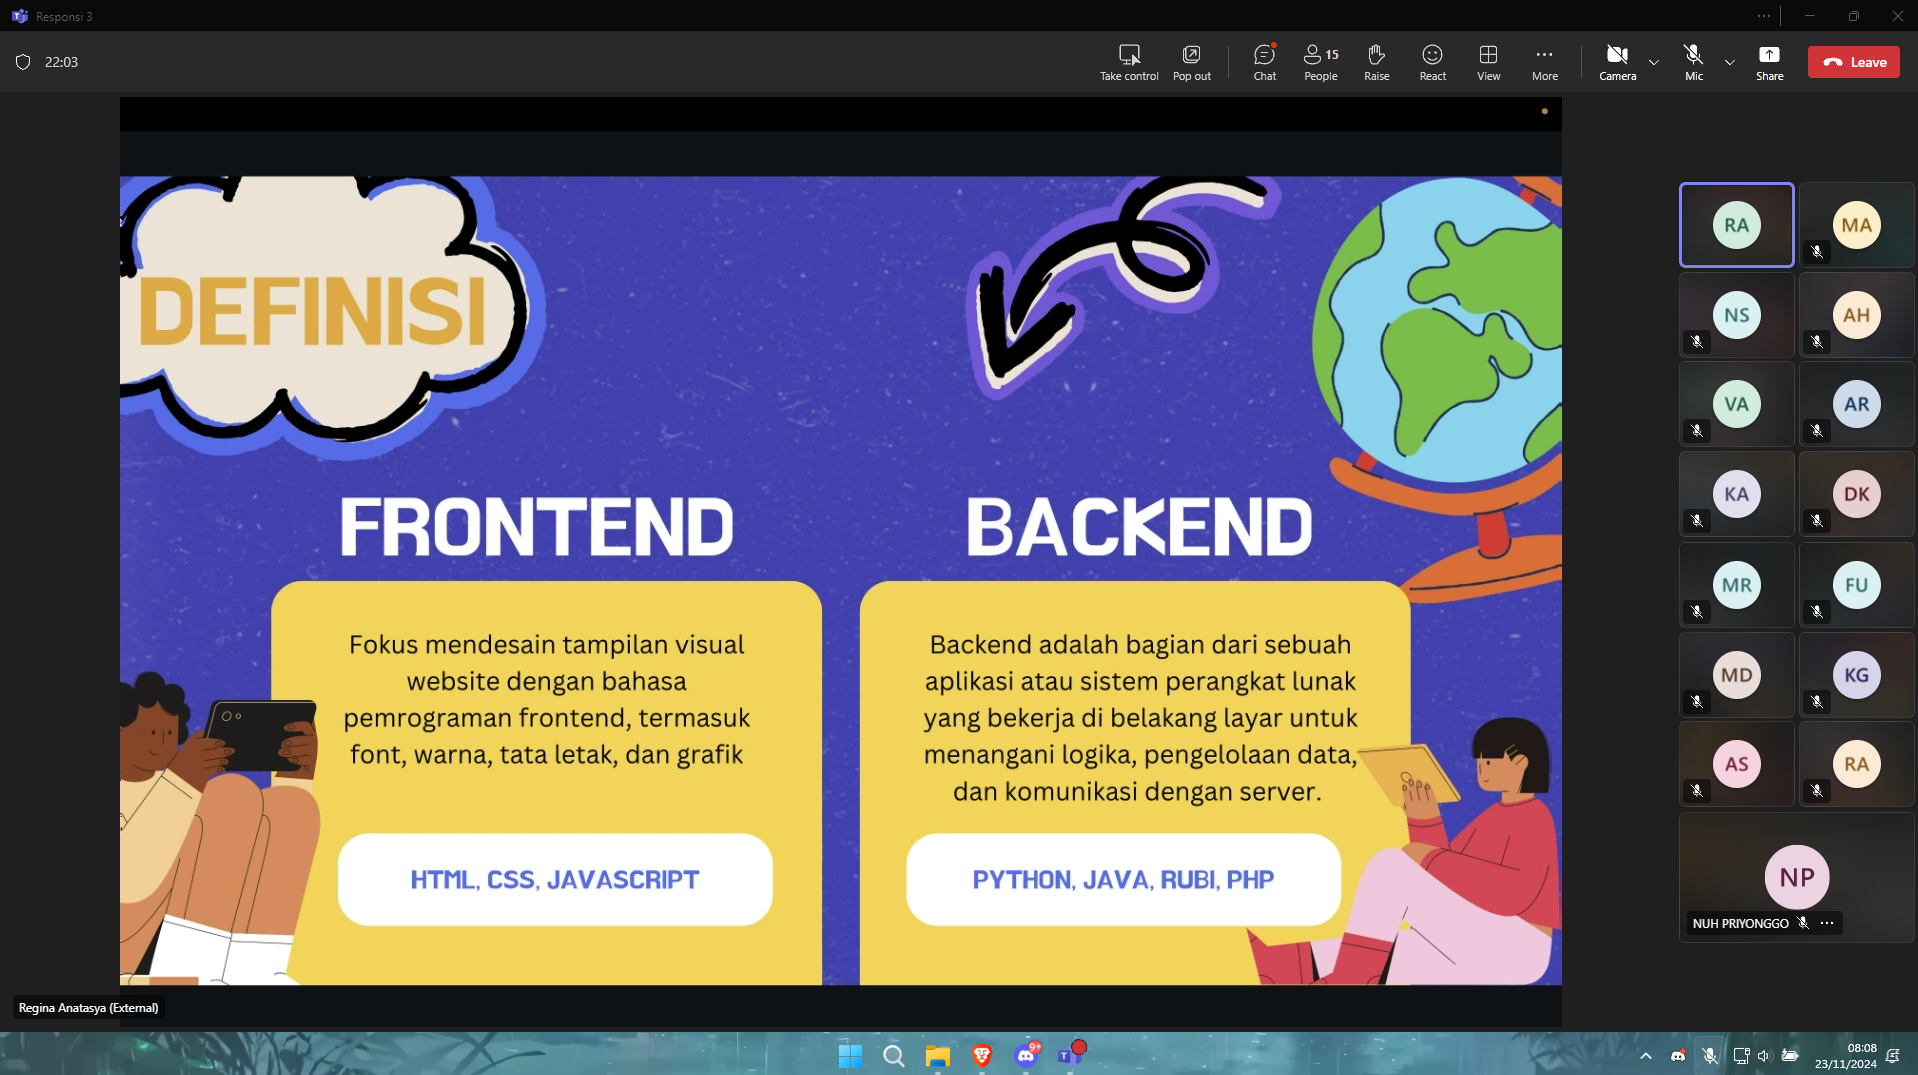 Responsi 3
22:03
Take control
Pop out
Chat
15
People
Raise
React
View
More
Camera
Mic
Share
Leave
DEFINISI
FRONTEND
Fokus mendesain tampilan visual
website dengan bahasa
pemrograman frontend, termasuk
font, warna, tata letak, dan grafik
HTML, CSS, JAVASCRIPT
BACKEND
Backend adalah bagian dari sebuah
aplikasi atau sistem perangkat lunak
yang bekerja di belakang layar untuk
menangani logika, pengelolaan data,
dan komunikasi dengan server.
PYTHON, JAVA, RUBI, PHP
RA
MA
NS
AH
VA
AR
KA
DK
MR
FU
MD
KG
AS
RA
NP
NUH PRIYONGGO
Regina Anatasya (External)
9+
08:08
23/11/2024